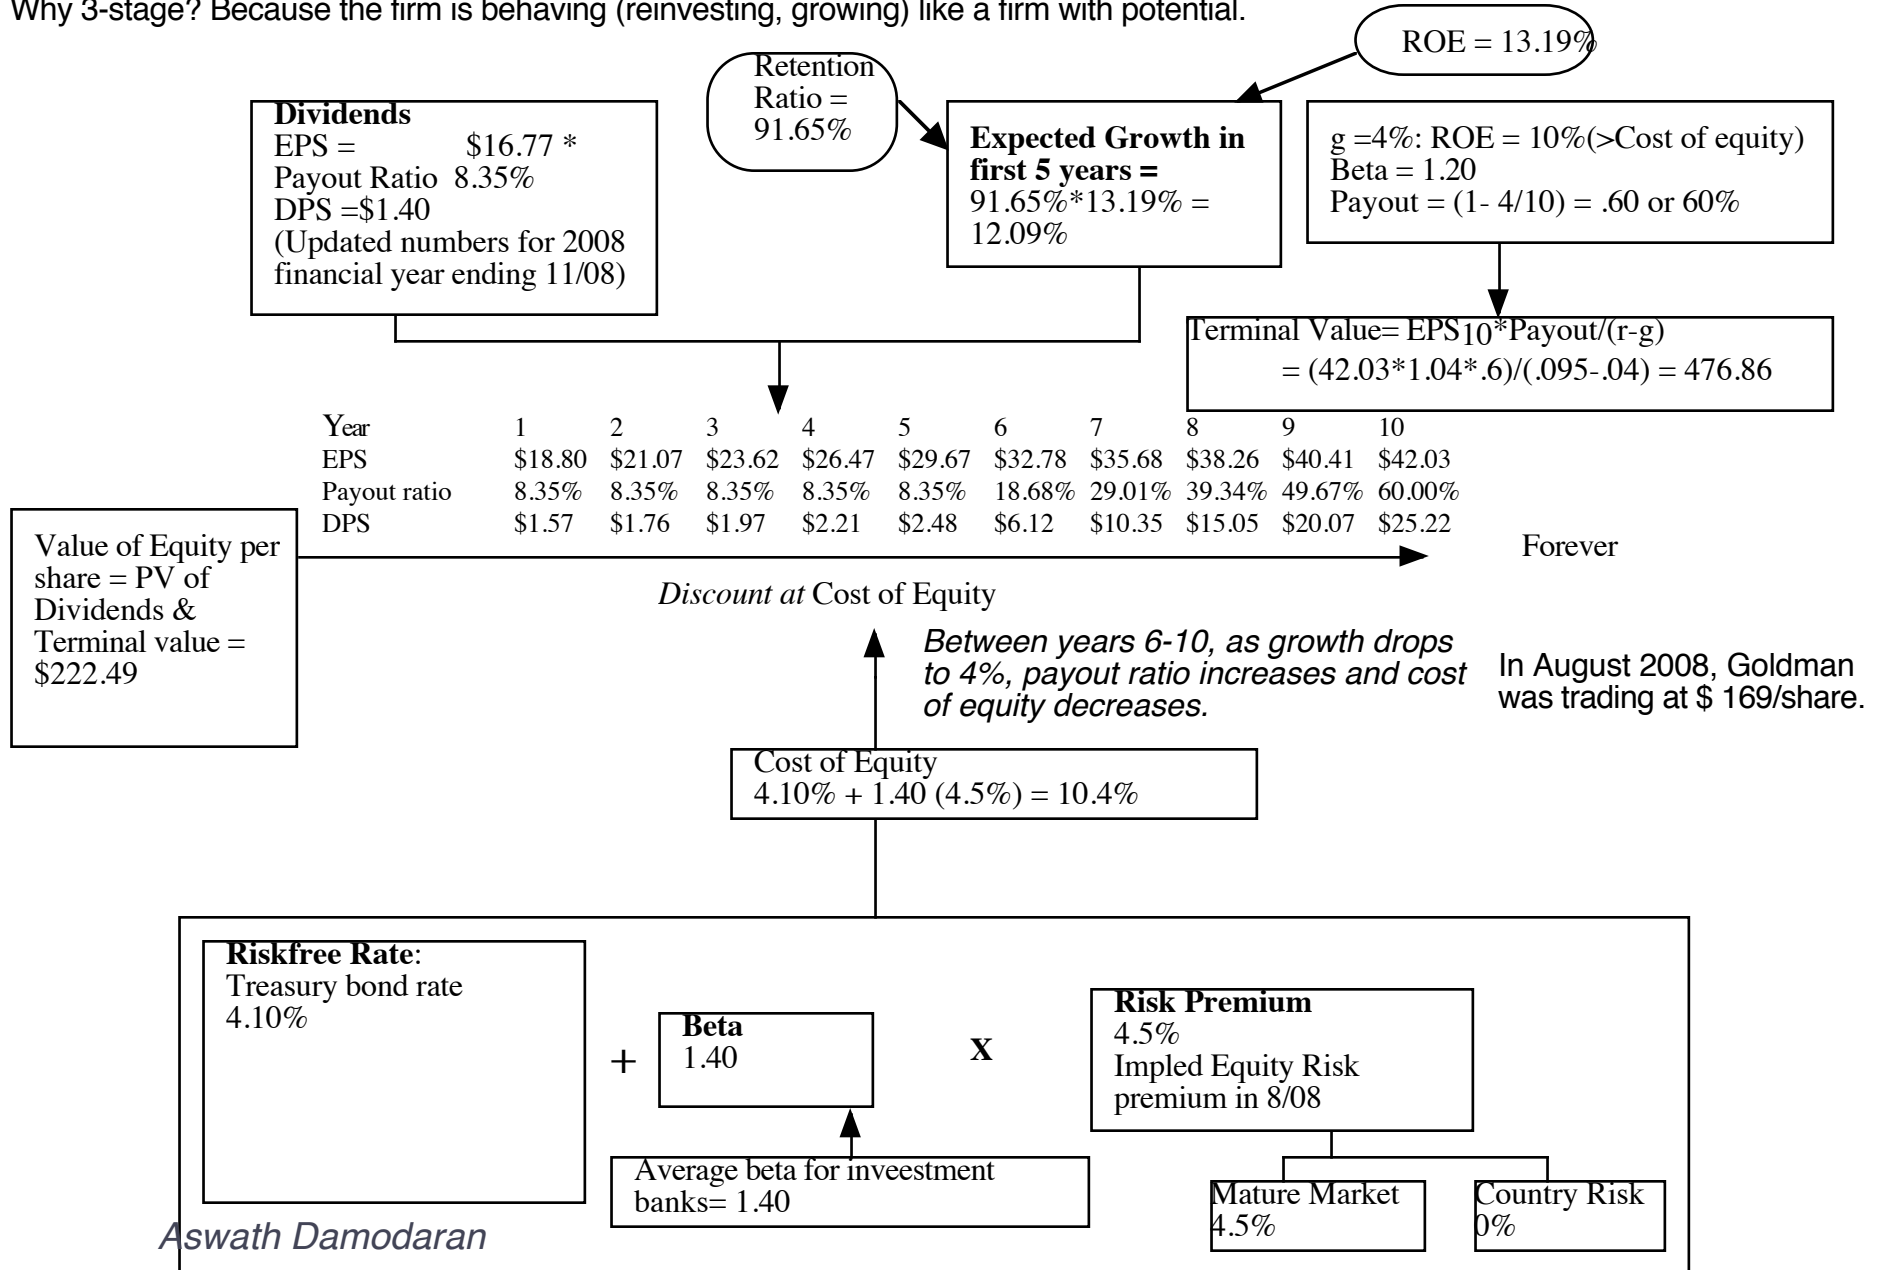 Why 3-stage? Because the firm is behaving (reinvesting, growing) like a firm with potential.
ROE = 13.19%
Retention
Ratio =
91.65%
Dividends
EPS = $16.77 *
Payout Ratio 8.35%
DPS =$1.40
(Updated numbers for 2008
financial year ending 11/08)
Expected Growth in
first 5 years =
91.65%*13.19% =
12.09%
g =4%: ROE = 10%(>Cost of equity)
Beta = 1.20
Payout = (1- 4/10) = .60 or 60%
Terminal Value= EPS10*Payout/(r-g)
= (42.03*1.04*.6)/(.095-.04) = 476.86
Year 1 2 3 4 5 6 7 8 9 10
EPS $18.80 $21.07 $23.62 $26.47 $29.67 $32.78 $35.68 $38.26 $40.41 $42.03
Payout ratio 8.35% 8.35% 8.35% 8.35% 8.35% 18.68% 29.01% 39.34% 49.67% 60.00%
DPS $1.57 $1.76 $1.97 $2.21 $2.48 $6.12 $10.35 $15.05 $20.07 $25.22
Value of Equity per
share = PV of
Dividends &
Terminal value =
$222.49
Forever
Discount at Cost of Equity
Between years 6-10, as growth drops
to 4%, payout ratio increases and cost
of equity decreases.
In August 2008, Goldman
was trading at $ 169/share.
Cost of Equity
4.10% + 1.40 (4.5%) = 10.4%
Riskfree Rate:
Treasury bond rate
4.10%
+
Beta
1.40
X
Risk Premium
4.5%
Impled Equity Risk
premium in 8/08
Average beta for inveestment
banks= 1.40
Mature Market
4.5%
Country Risk
0%
Aswath Damodaran